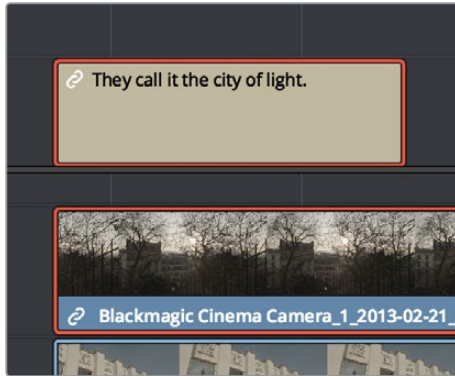 They call it the city of light.
Blackmagic Cinema Camera_1_2013-02-21_